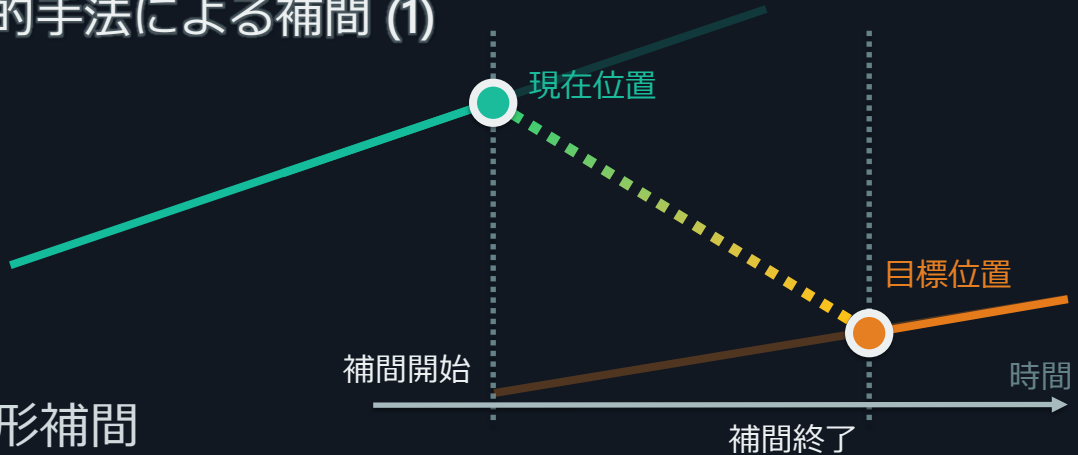 的手法による補間 (1)
現在位置
目標位置
補間開始
時間
形補間
補間終了